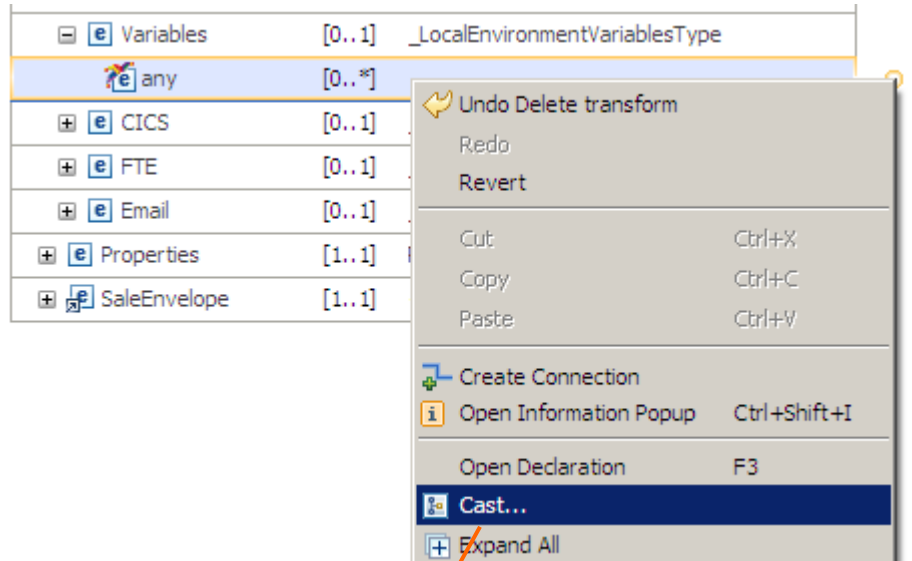 Variables [0..1] _LocalEnvironmentVariablesType
any [0..*]
CICS [0..1]
FTE [0..1]
Email [0..1]
Properties [1..1]
SaleEnvelope [1..1]
Undo Delete transform
Redo
Revert
Cut Ctrl+X
Copy Ctrl+C
Paste Ctrl+V
Create Connection
Open Information Popup Ctrl+Shift+I
Open Declaration F3
Cast...
Expand All